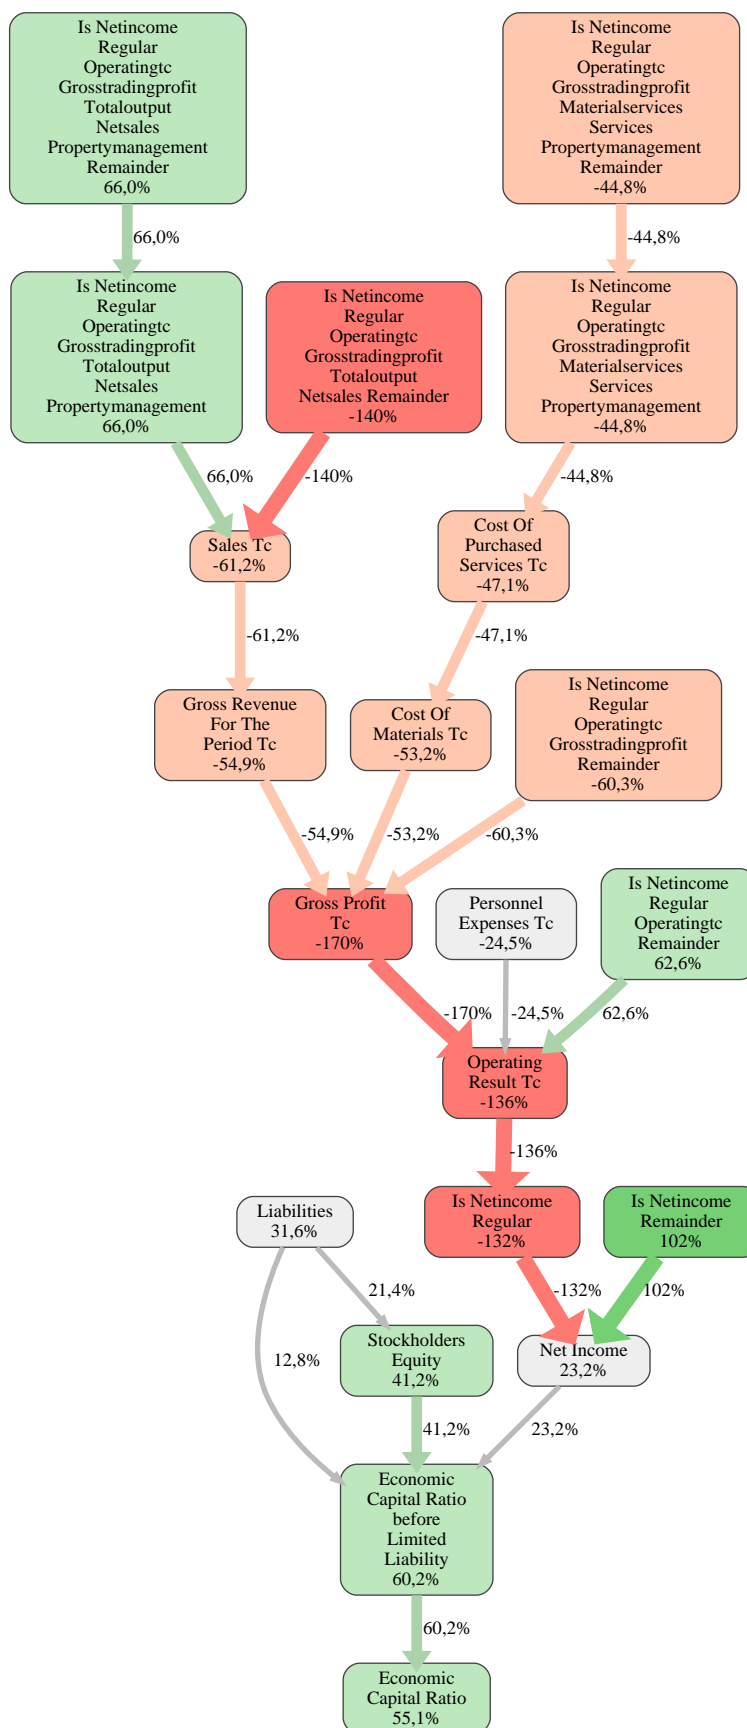 Is Netincome
Regular
Operatingtc
Grosstradingprofit
Totaloutput
Netsales
Propertymanagement
Remainder
66,0%
Is Netincome
Regular
Operatingtc
Grosstradingprofit
Materialservices
Services
Propertymanagement
Remainder
-44,8%
66,0%
-44,8%
Is Netincome
Regular
Operatingtc
Grosstradingprofit
Totaloutput
Netsales
Propertymanagement
66,0%
Is Netincome
Regular
Operatingtc
Grosstradingprofit
Totaloutput
Netsales Remainder
-140%
Is Netincome
Regular
Operatingtc
Grosstradingprofit
Materialservices
Services
Propertymanagement
-44,8%
66,0%
-140%
-44,8%
Sales Tc
-61,2%
Cost Of
Purchased
Services Tc
-47,1%
-61,2%
-47,1%
Gross Revenue
For The
Period Tc
-54,9%
Cost Of
Materials Tc
-53,2%
Is Netincome
Regular
Operatingtc
Grosstradingprofit
Remainder
-60,3%
-54,9%
-53,2%
-60,3%
Gross Profit
Tc
-170%
Personnel
Expenses Tc
-24,5%
Is Netincome
Regular
Operatingtc
Remainder
62,6%
-170%
-24,5%
62,6%
Operating
Result Tc
-136%
-136%
Liabilities
31,6%
Is Netincome
Regular
-132%
Is Netincome
Remainder
102%
21,4%
-132%
102%
12,8%
Stockholders
Equity
41,2%
Net Income
23,2%
41,2%
23,2%
Economic
Capital Ratio
before
Limited
Liability
60,2%
60,2%
Economic
Capital Ratio
55,1%